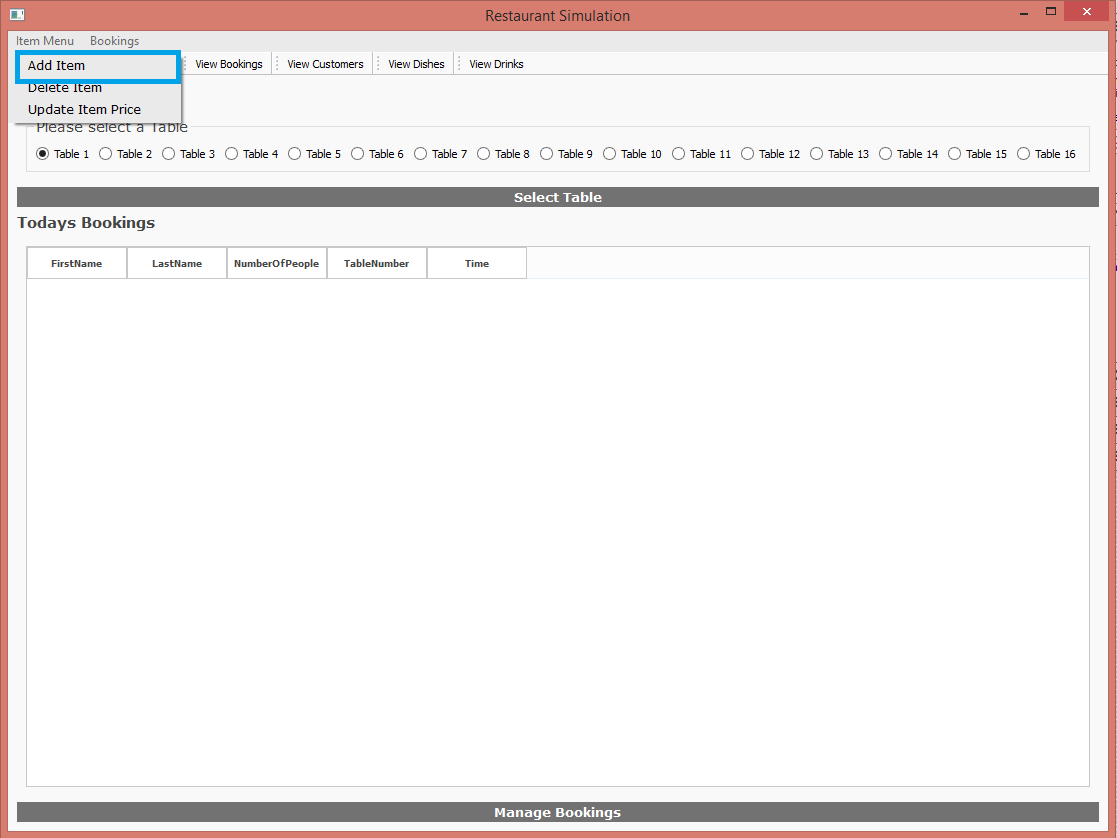 Restaurant Simulation
Item Menu Bookings
Add Item
View Bookings View Customers View Dishes View Drinks
Delete Item
Update Item Price
Please select a Table
Table 1 Table 2 Table 3 Table 4 Table 5 Table 6 Table 7 Table 8 Table 9 Table 10 Table 11 Table 12 Table 13 Table 14 Table 15 Table 16
Select Table
Todays Bookings
FirstName LastName NumberOfPeople TableNumber Time
Manage Bookings